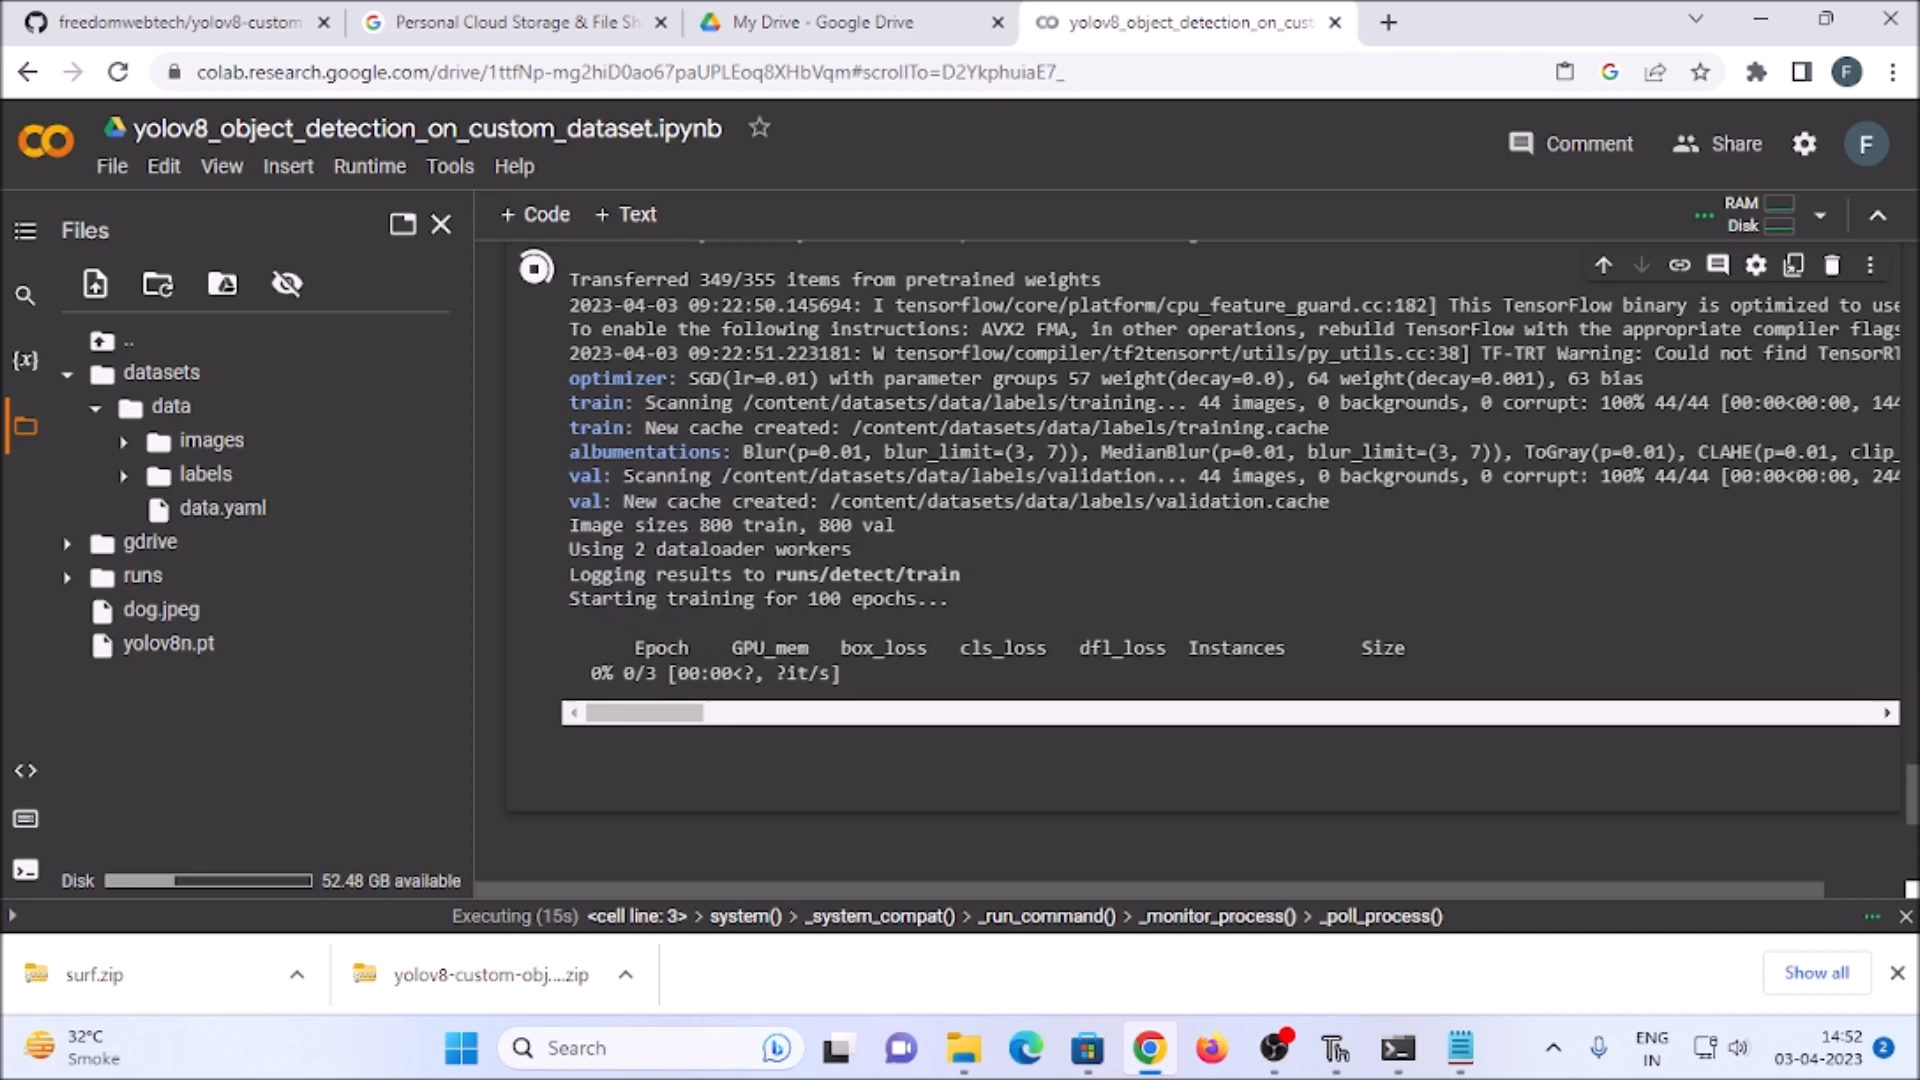 freedomwebtech/yolov8-custom
Personal Cloud Storage & File Sh
My Drive - Google Drive
yolov8_object_detection_on_cust
colab.research.google.com/drive/1ttfNp-mg2hiD0ao67paUPLEoq8XHbVqm#scrollTo=D2YkphuiaE7_
F
yolov8_object_detection_on_custom_dataset.ipynb
Comment
Share
F
File Edit View Insert Runtime Tools Help
Files
+ Code + Text
RAM
Disk
..
datasets
data
images
labels
data.yaml
gdrive
runs
dog.jpeg
yolov8n.pt
{x}
Transferred 349/355 items from pretrained weights
2023-04-03 09:22:50.145694: I tensorflow/core/platform/cpu_feature_guard.cc:182] This TensorFlow binary is optimized to use
To enable the following instructions: AVX2 FMA, in other operations, rebuild TensorFlow with the appropriate compiler flags
2023-04-03 09:22:51.223181: W tensorflow/compiler/tf2tensorrt/utils/py_utils.cc:38] TF-TRT Warning: Could not find TensorRT
optimizer: SGD(lr=0.01) with parameter groups 57 weight(decay=0.0), 64 weight(decay=0.001), 63 bias
train: Scanning /content/datasets/data/labels/training... 44 images, 0 backgrounds, 0 corrupt: 100% 44/44 [00:00<00:00, 144
train: New cache created: /content/datasets/data/labels/training.cache
albumentations: Blur(p=0.01, blur_limit=(3, 7)), MedianBlur(p=0.01, blur_limit=(3, 7)), ToGray(p=0.01), CLAHE(p=0.01, clip_
val: Scanning /content/datasets/data/labels/validation... 44 images, 0 backgrounds, 0 corrupt: 100% 44/44 [00:00<00:00, 244
val: New cache created: /content/datasets/data/labels/validation.cache
Image sizes 800 train, 800 val
Using 2 dataloader workers
Logging results to runs/detect/train
Starting training for 100 epochs...
Epoch GPU_mem box_loss cls_loss dfl_loss Instances Size
0% 0/3 [00:00<?, ?it/s]
Disk 52.48 GB available
Executing (15s) <cell line: 3> > system() > _system_compat() > _run_command() > _monitor_process() > _poll_process()
surf.zip
yolov8-custom-obj....zip
Show all
32°C
Smoke
Search
ENG
IN
14:52
03-04-2023
2